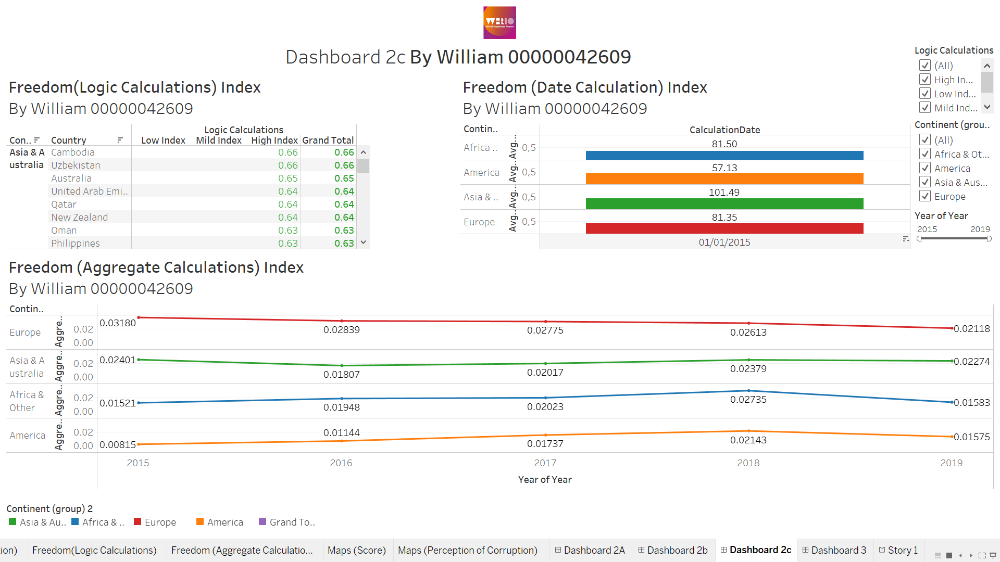 WHRIO
World Happiness Report
Dashboard 2c By William 00000042609
Freedom(Logic Calculations) Index
By William 00000042609
Logic Calculations
Con.. Country Low Index Mild Index High Index Grand Total
Asia & A
ustralia
Cambodia 0.66 0.66
Uzbekistan 0.66 0.66
Australia 0.65 0.65
United Arab Emi.. 0.64 0.64
Qatar 0.64 0.64
New Zealand 0.64 0.64
Oman 0.63 0.63
Philippines 0.63 0.63
Freedom (Date Calculation) Index
By William 00000042609
Contin.. CalculationDate
Africa .. Avg... 0,5 81.50
America Avg... 0,5 57.13
Asia & .. Avg... 0,5 101.49
Europe Avg.. 0,5 81.35
01/01/2015
Logic Calculations
(All)
High In...
Low Ind...
Mild Ind...
Continent (grou..
(All)
Africa & Ot...
America
Asia & Aus...
Europe
Year of Year
2015 2019
Freedom (Aggregate Calculations) Index
By William 00000042609
Contin..
Europe Aggre.. 0.02 0.00 0.03180 0.02839 0.02775 0.02613 0.02118
Asia & A
ustralia
Aggre.. 0.02 0.00 0.02401 0.01807 0.02017 0.02379 0.02274
Africa &
Other
Aggre.. 0.02 0.00 0.01521 0.01948 0.02023 0.02735 0.01583
America Aggre.. 0.02 0.00 0.00815 0.01144 0.01737 0.02143 0.01575
2015 2016 2017 2018 2019
Year of Year
Continent (group) 2
Asia & Au.. Africa & .. Europe America Grand To..
ion) Freedom(Logic Calculations) Freedom (Aggregate Calculatio... Maps (Score) Maps (Perception of Corruption) Dashboard 2A Dashboard 2b Dashboard 2c Dashboard 3 Story 1